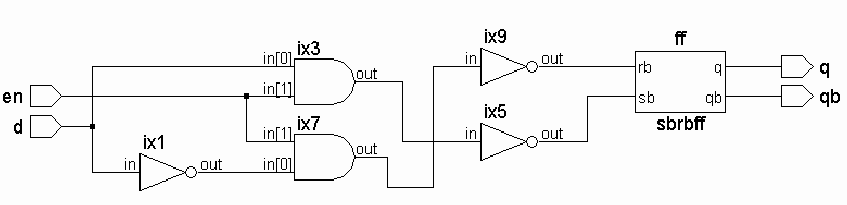 ix3
ix9
ff
in[0]
out
in
out
rb
q
q
en
in[1]
sb
qb
qb
d
ix7
ix5
sbrbff
in[1]
out
in
out
ix1
in
out
in[0]